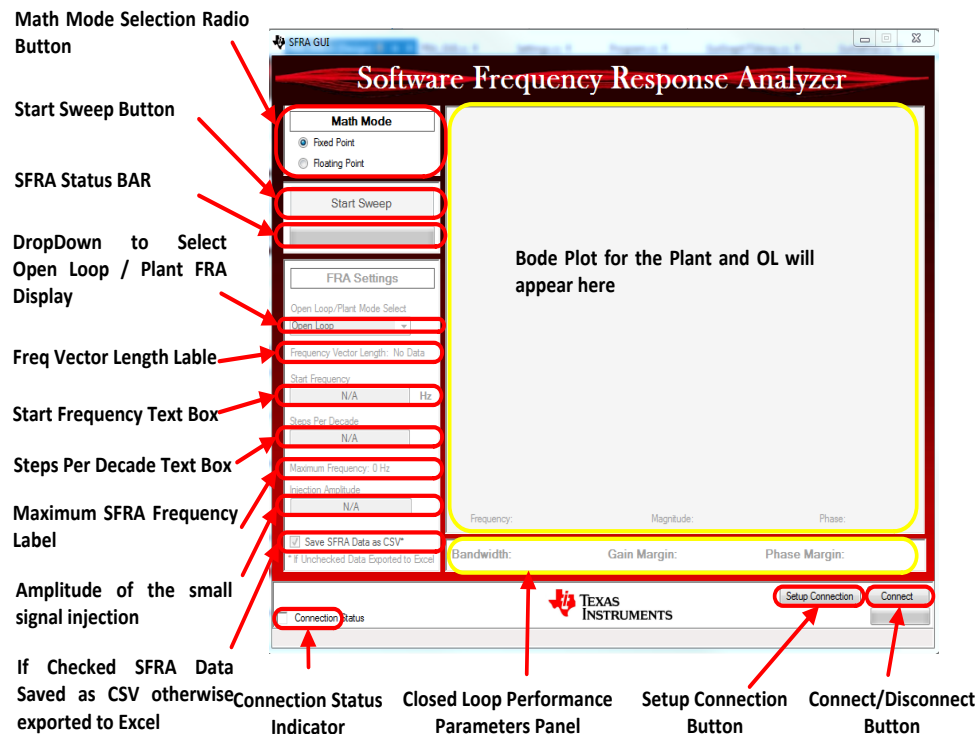 Math Mode Selection Radio
Button
Start Sweep Button
SFRA Status BAR
DropDown to Select
Open Loop / Plant FRA
Display
Freq Vector Length Lable
Start Frequency Text Box
Steps Per Decade Text Box
Maximum SFRA Frequency
Label
Amplitude of the small
signal injection
If Checked SFRA Data
Saved as CSV otherwise
exported to Excel
SFRA GUI
Software Frequency Response Analyzer
Math Mode
Fixed Point
Floating Point
Start Sweep
FRA Settings
Open Loop/Plant Mode Select
Open Loop
Frequency Vector Length: No Data
Start Frequency
N/A Hz
Steps Per Decade
N/A
Maximum Frequency: 0 Hz
Injection Amplitude
N/A
Save SFRA Data as CSV*
* If Unchecked Data Exported to Excel
Bode Plot for the Plant and OL will
appear here
Frequency: Magnitude: Phase:
Bandwidth: Gain Margin: Phase Margin:
Connection Status
TEXAS
INSTRUMENTS
Setup Connection
Connect
Connection Status
Indicator
Closed Loop Performance
Parameters Panel
Setup Connection
Button
Connect/Disconnect
Button